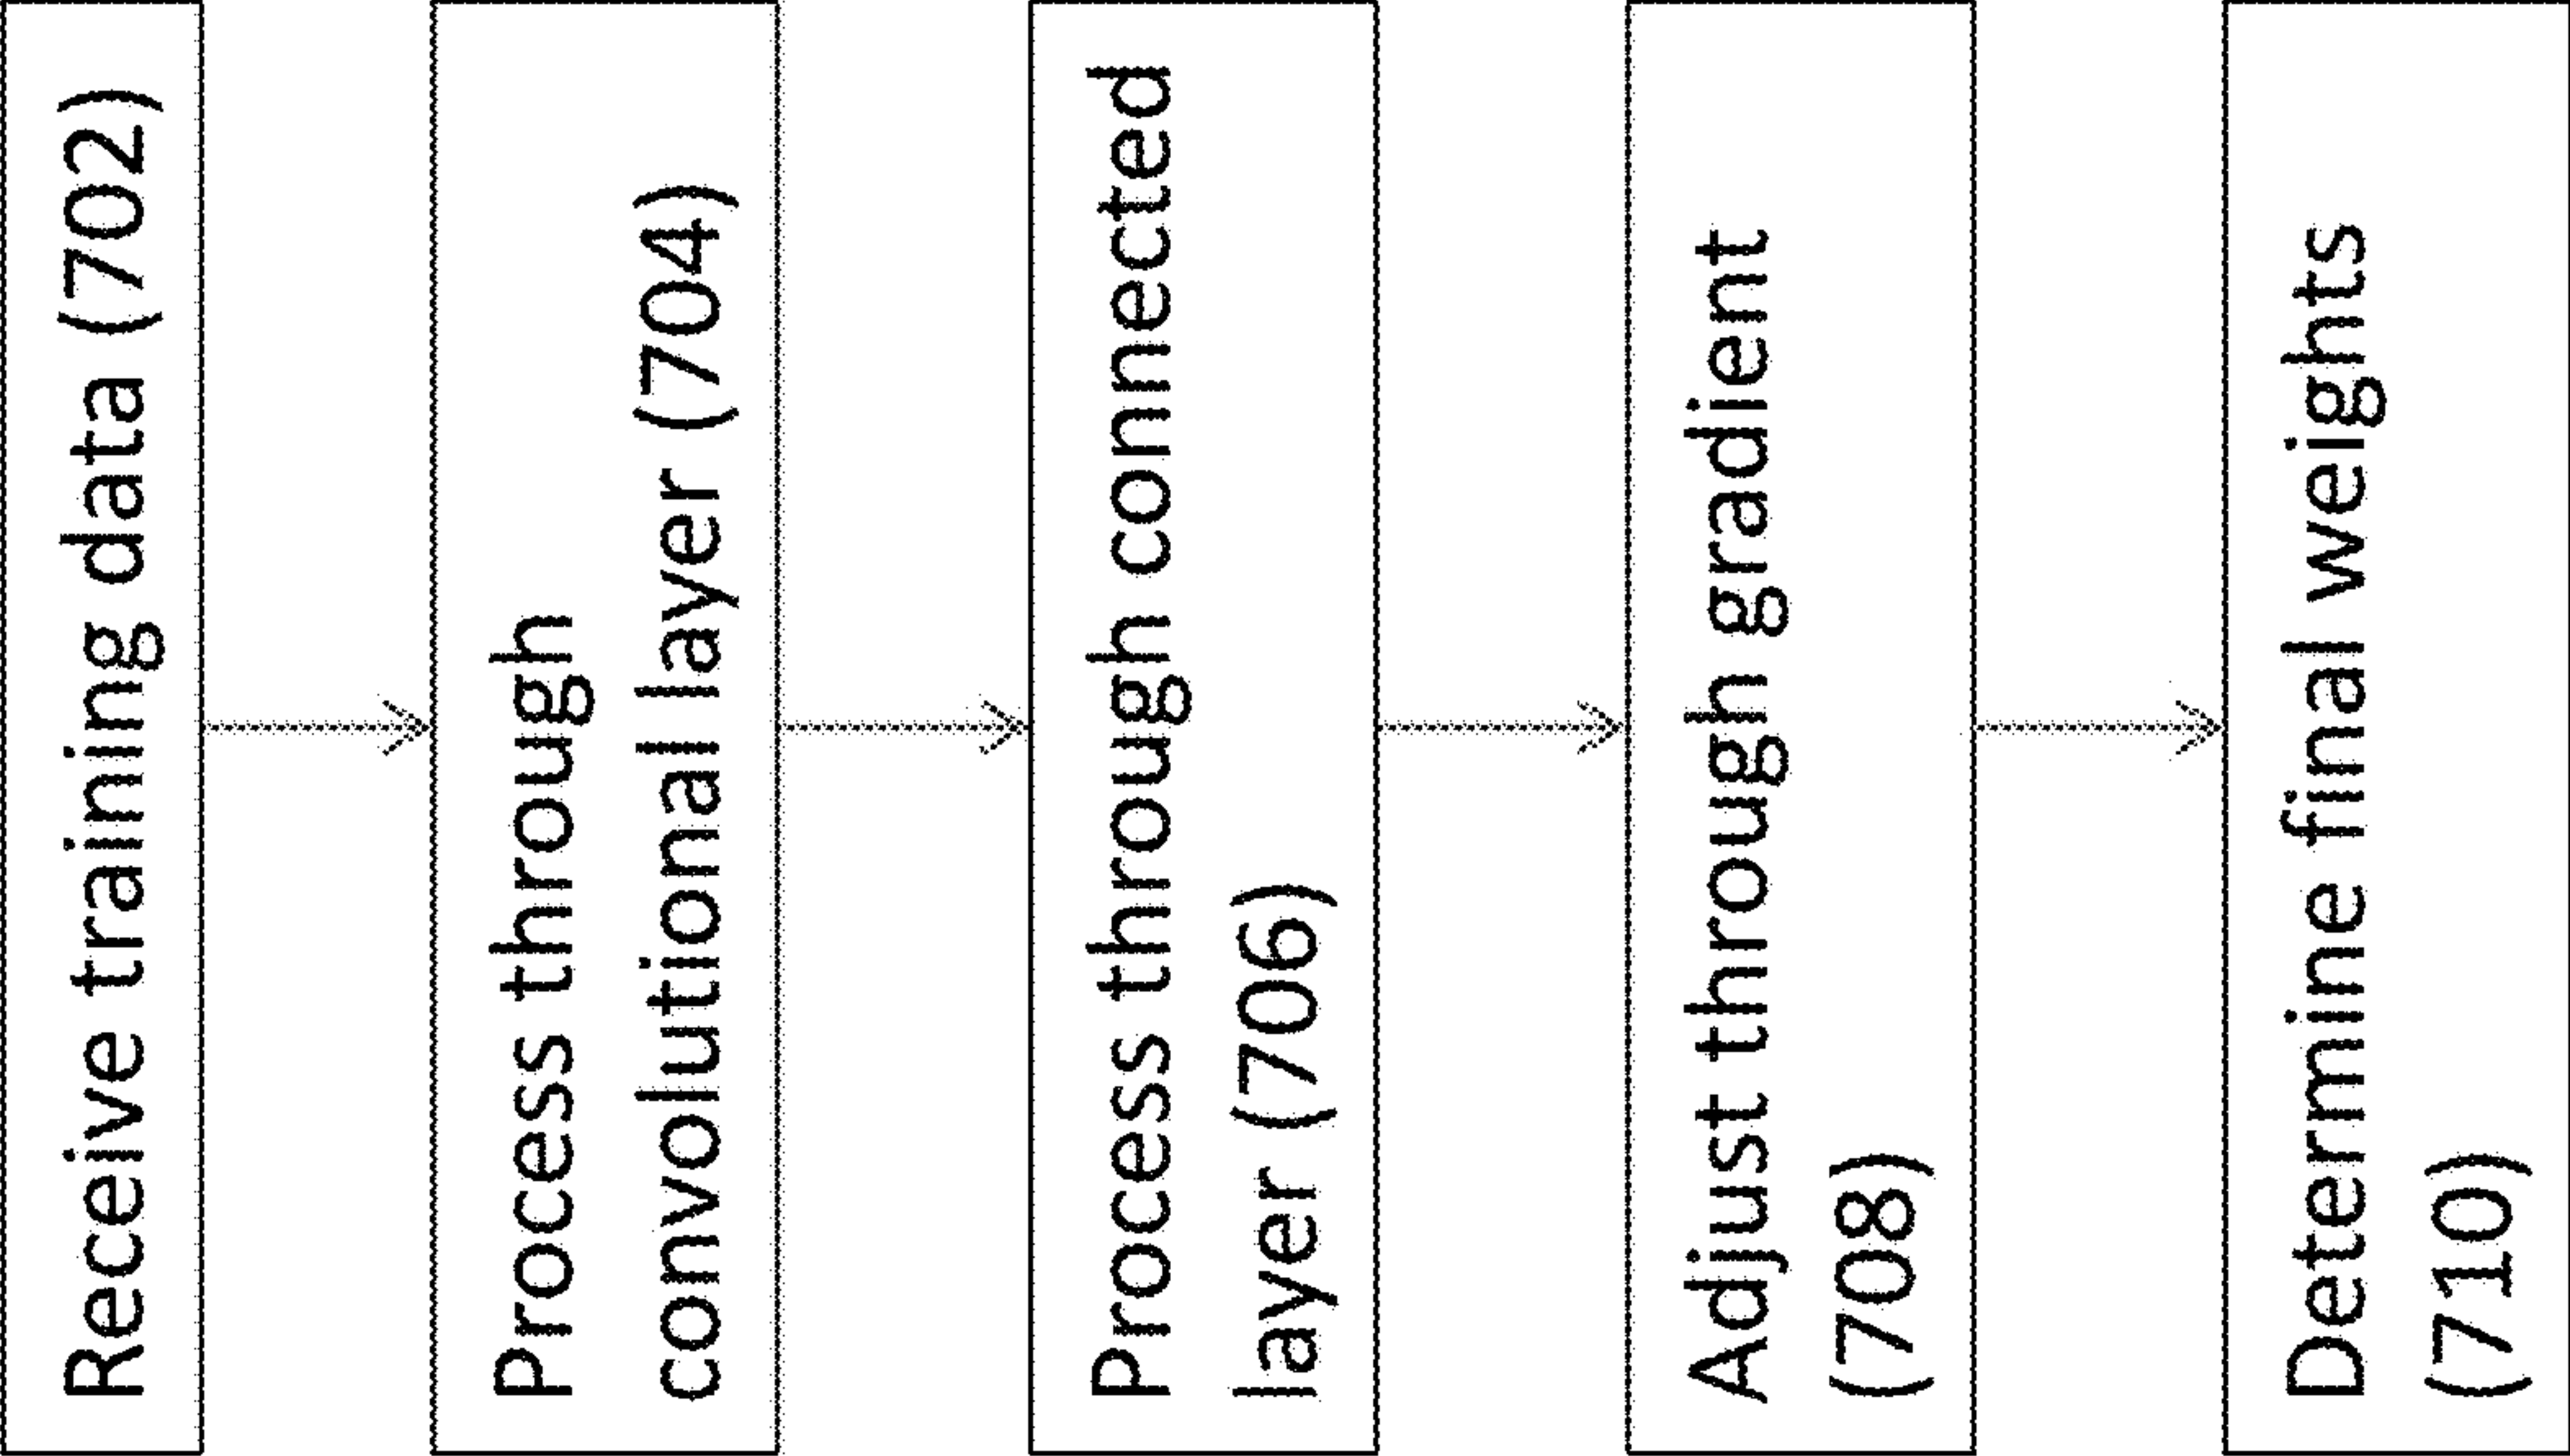 Receive training data (702)
Process through
convolutional layer (704)
Process through connected
layer (706)
Adjust through gradient
(708)
Determine final weights
(710)